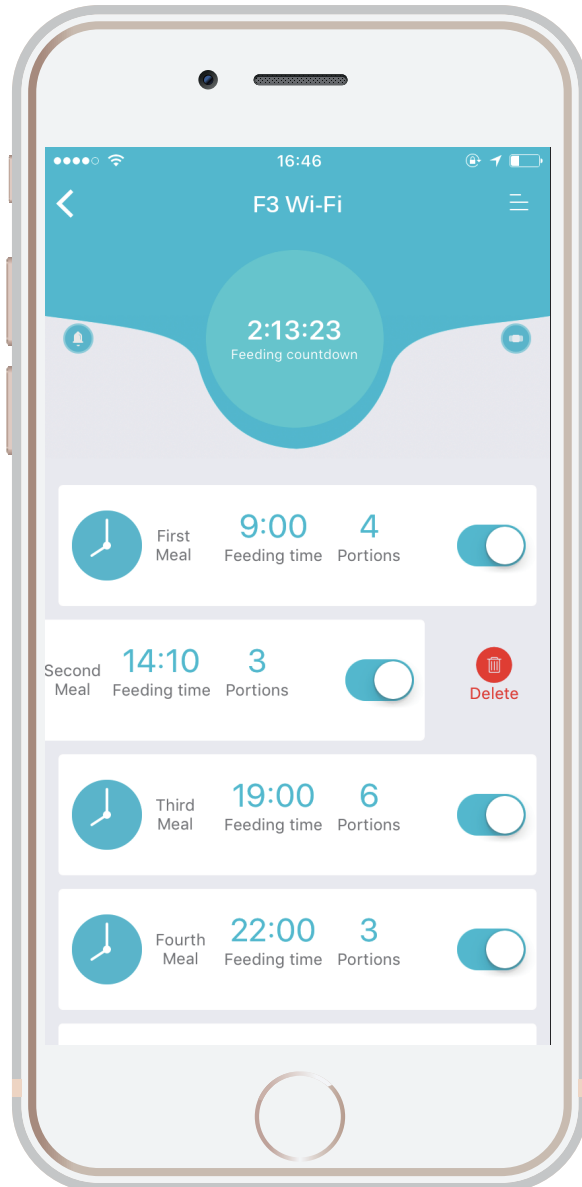 16:46
F3 Wi-Fi
2:13:23
Feeding countdown
First
Meal
9:00
Feeding time
4
Portions
Second
Meal
14:10
Feeding time
3
Portions
Delete
Third
Meal
19:00
Feeding time
6
Portions
Fourth
Meal
22:00
Feeding time
3
Portions